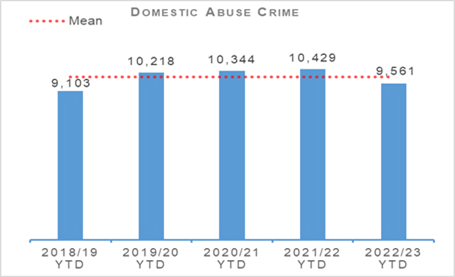 DOMESTIC ABUSE CRIME
Mean
9,103
10,218
10,344
10,429
9,561
2018/19 2019/20 2020/21 2021/22 2022/23
YTD YTD YTD YTD YTD